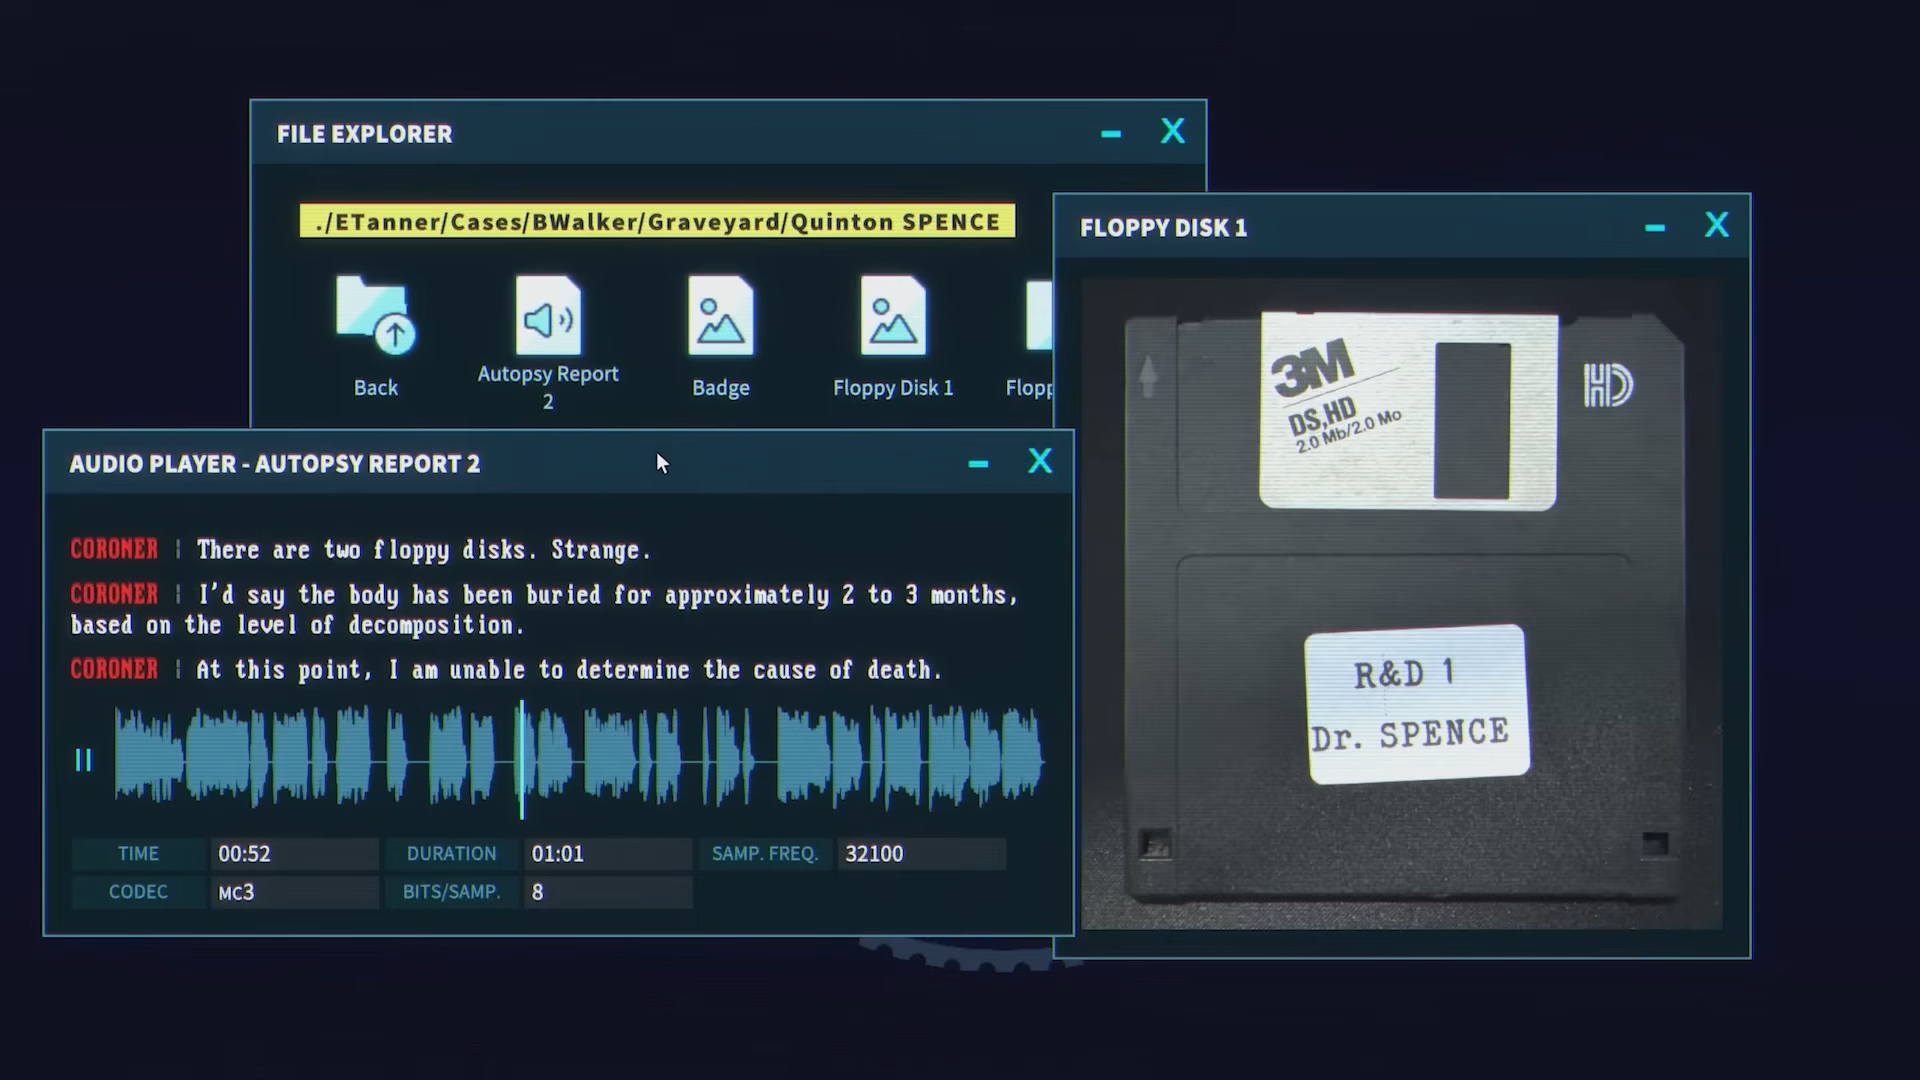 FILE EXPLORER
./ETanner/Cases/BWalker/Graveyard/Quinton SPENCE
Back
Autopsy Report
2
Badge
Floppy Disk 1
Flopp
AUDIO PLAYER - AUTOPSY REPORT 2
CORONER | There are two floppy disks. Strange.
CORONER | I'd say the body has been buried for approximately 2 to 3 months,
based on the level of decomposition.
CORONER | At this point, I am unable to determine the cause of death.
TIME 00:52 DURATION 01:01 SAMP. FREQ. 32100
CODEC MC3 BITS/SAMP. 8
FLOPPY DISK 1
3M
DS,HD
2.0 Mb/2.0 Mo
HD
R&D 1
Dr. SPENCE